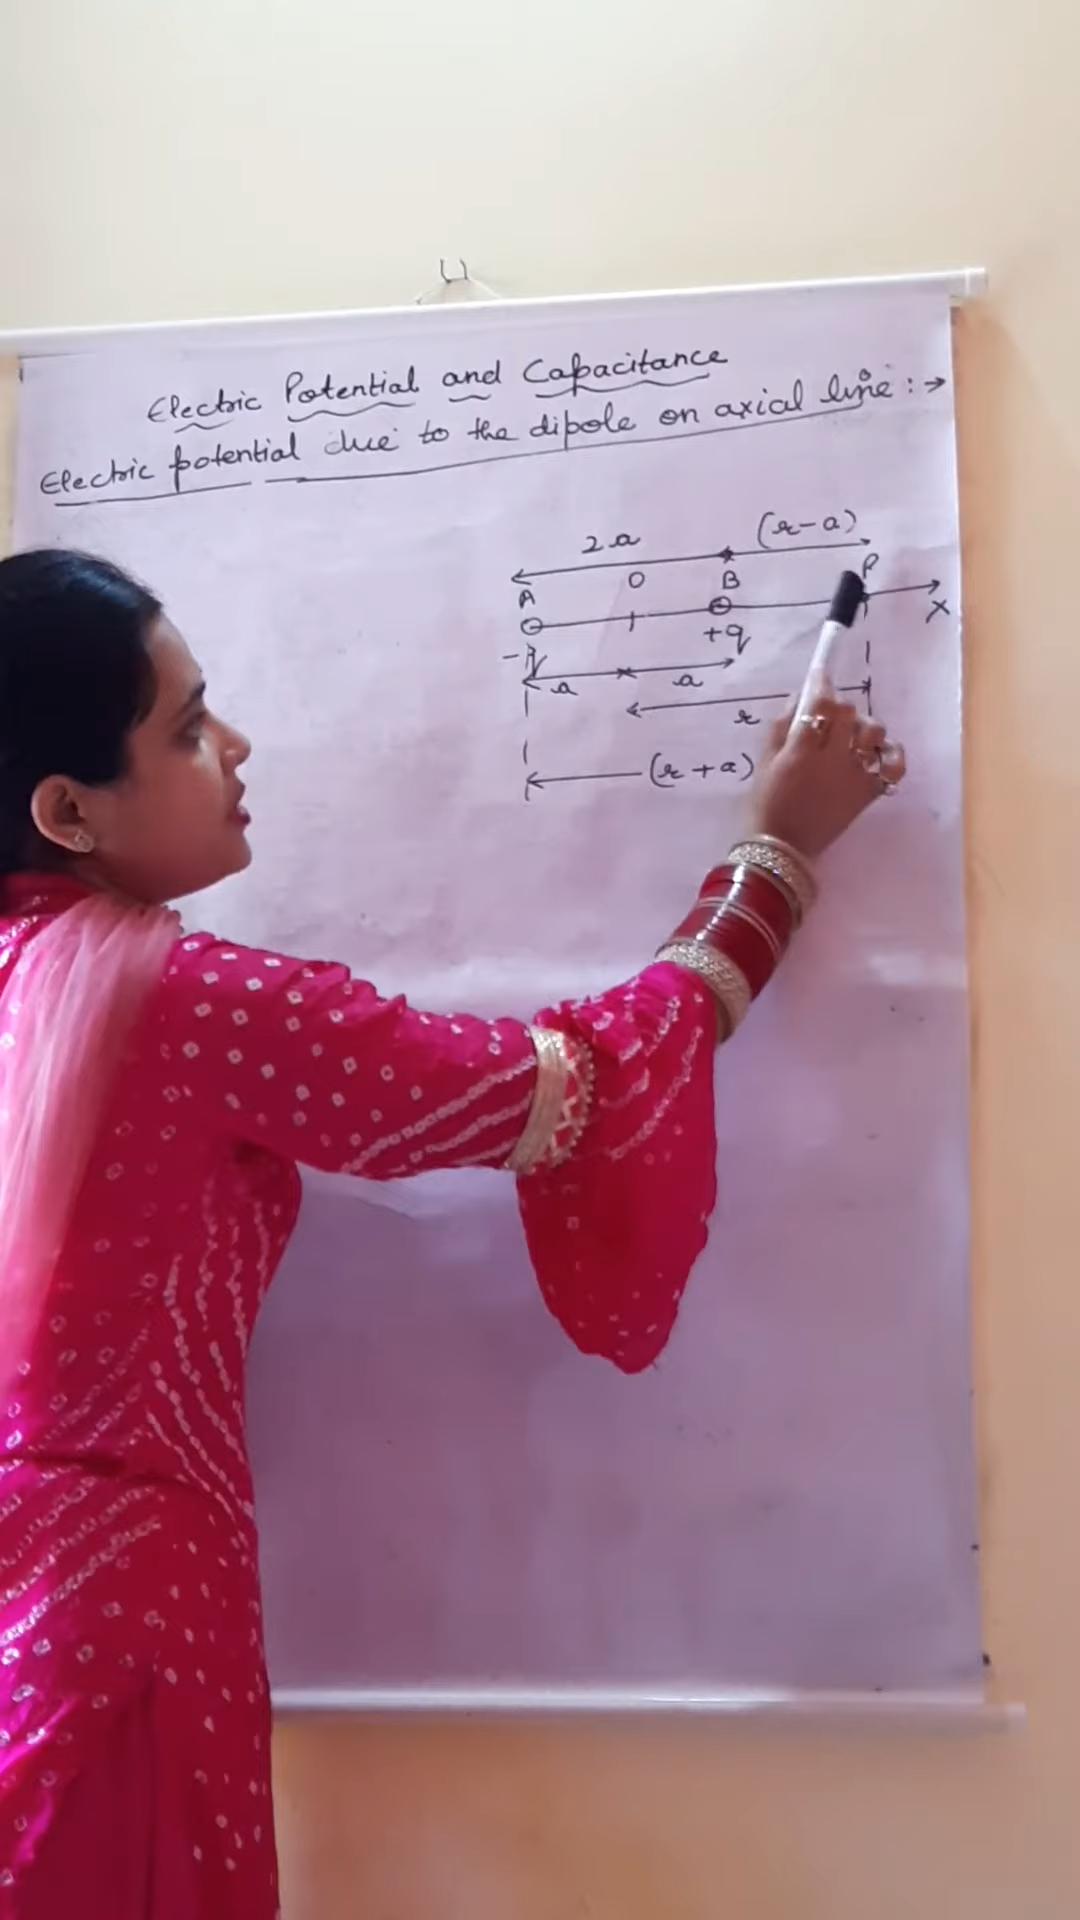 Electric Potential and Capacitance
Electric potential due to the dipole on axial line :→
2a (r-a)
A O B P
X
-q +q
a a
r
(r+a)